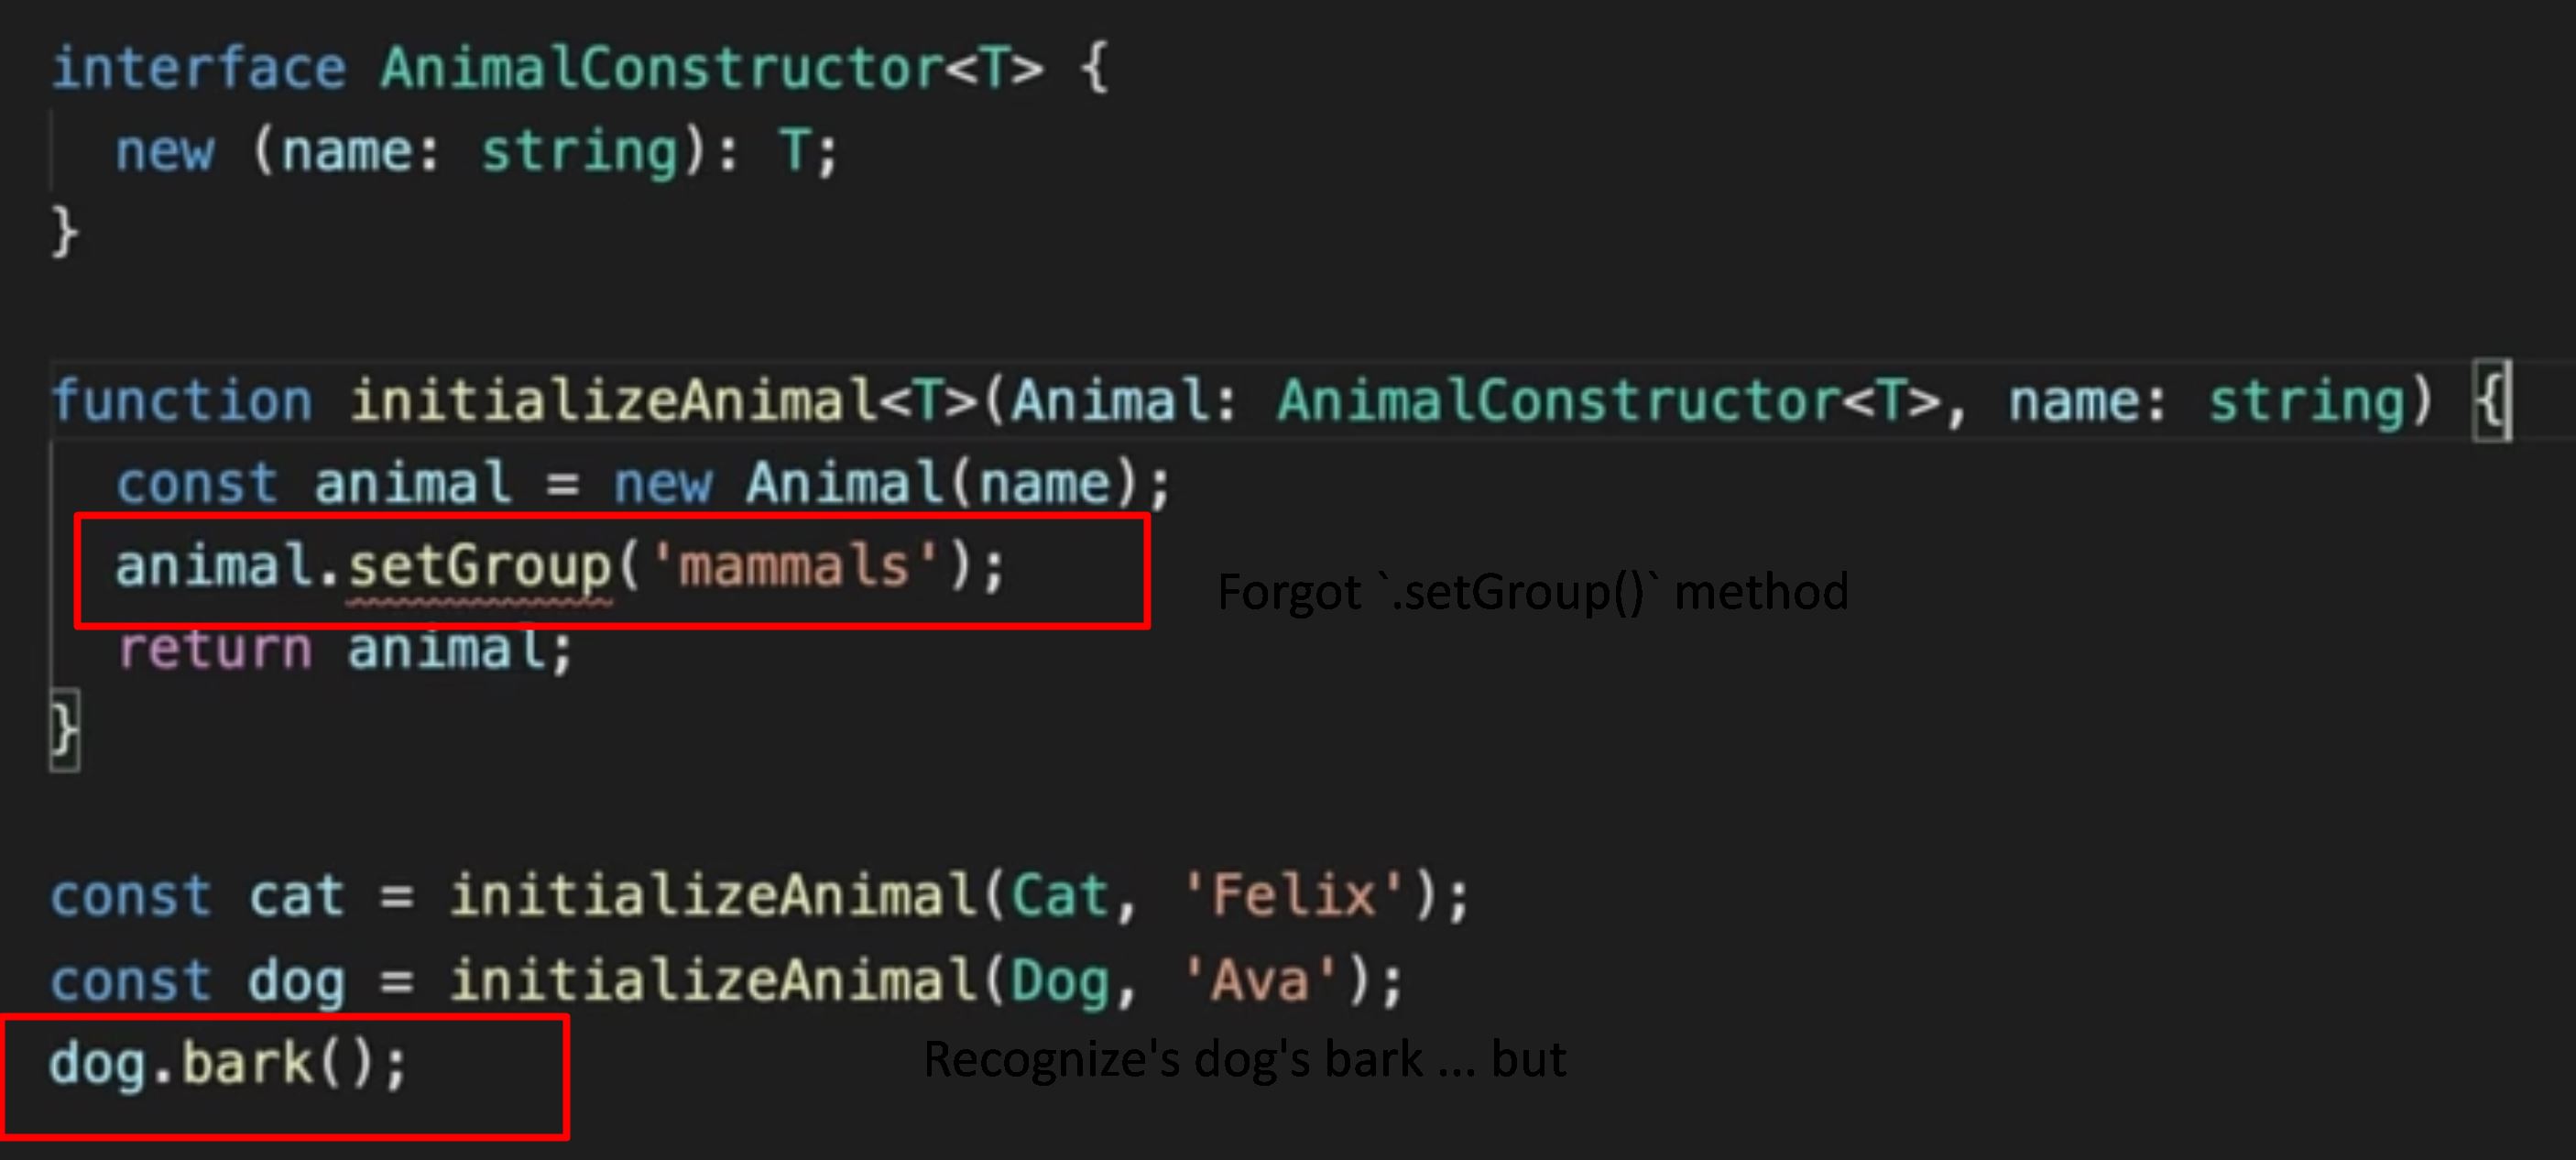 interface AnimalConstructor<T> {
new (name: string): T;
}
function initializeAnimal<T>(Animal: AnimalConstructor<T>, name: string) {
const animal = new Animal(name);
animal.setGroup('mammals');
Forgot `.setGroup()` method
return animal;
}
const cat = initializeAnimal(Cat, 'Felix');
const dog = initializeAnimal(Dog, 'Ava');
dog.bark();
Recognize's dog's bark ... but